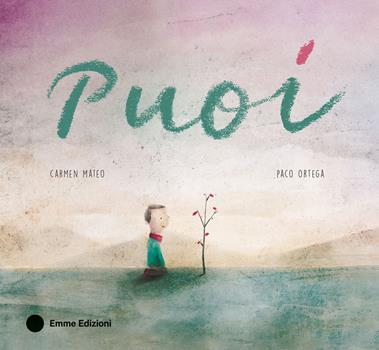 Puoi
CARMEN MATEO
PACO ORTEGA
Emme Edizioni